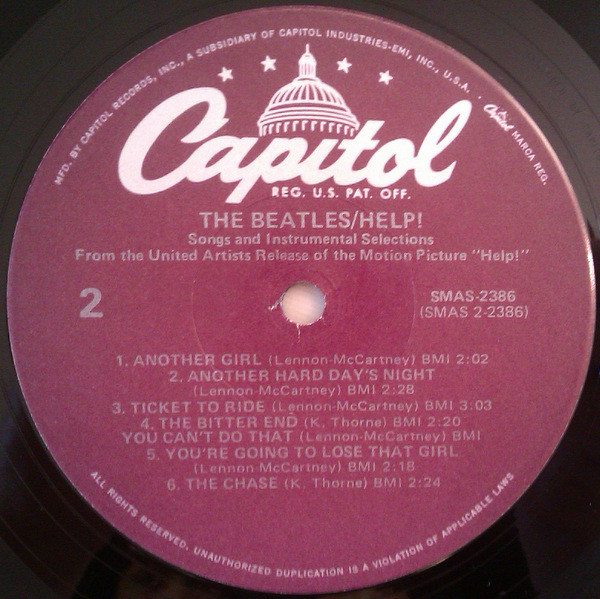 MFD. BY CAPITOL RECORDS, INC., A SUBSIDIARY OF CAPITOL INDUSTRIES-EMI, INC., U.S.A. · Capitol MARCA REG.
Capitol
REG. U.S. PAT. OFF.
THE BEATLES/HELP!
Songs and Instrumental Selections
From the United Artists Release of the Motion Picture "Help!"
2
SMAS-2386
(SMAS 2-2386)
1. ANOTHER GIRL (Lennon-McCartney) BMI 2:02
2. ANOTHER HARD DAY'S NIGHT
(Lennon-McCartney) BMI 2:28
3. TICKET TO RIDE (Lennon-McCartney) BMI 3:03
4. THE BITTER END (K. Thorne) BMI 2:20
YOU CAN'T DO THAT (Lennon-McCartney) BMI
5. YOU'RE GOING TO LOSE THAT GIRL
(Lennon-McCartney) BMI 2:18
6. THE CHASE (K. Thorne) BMI 2:24
ALL RIGHTS RESERVED. UNAUTHORIZED DUPLICATION IS A VIOLATION OF APPLICABLE LAWS